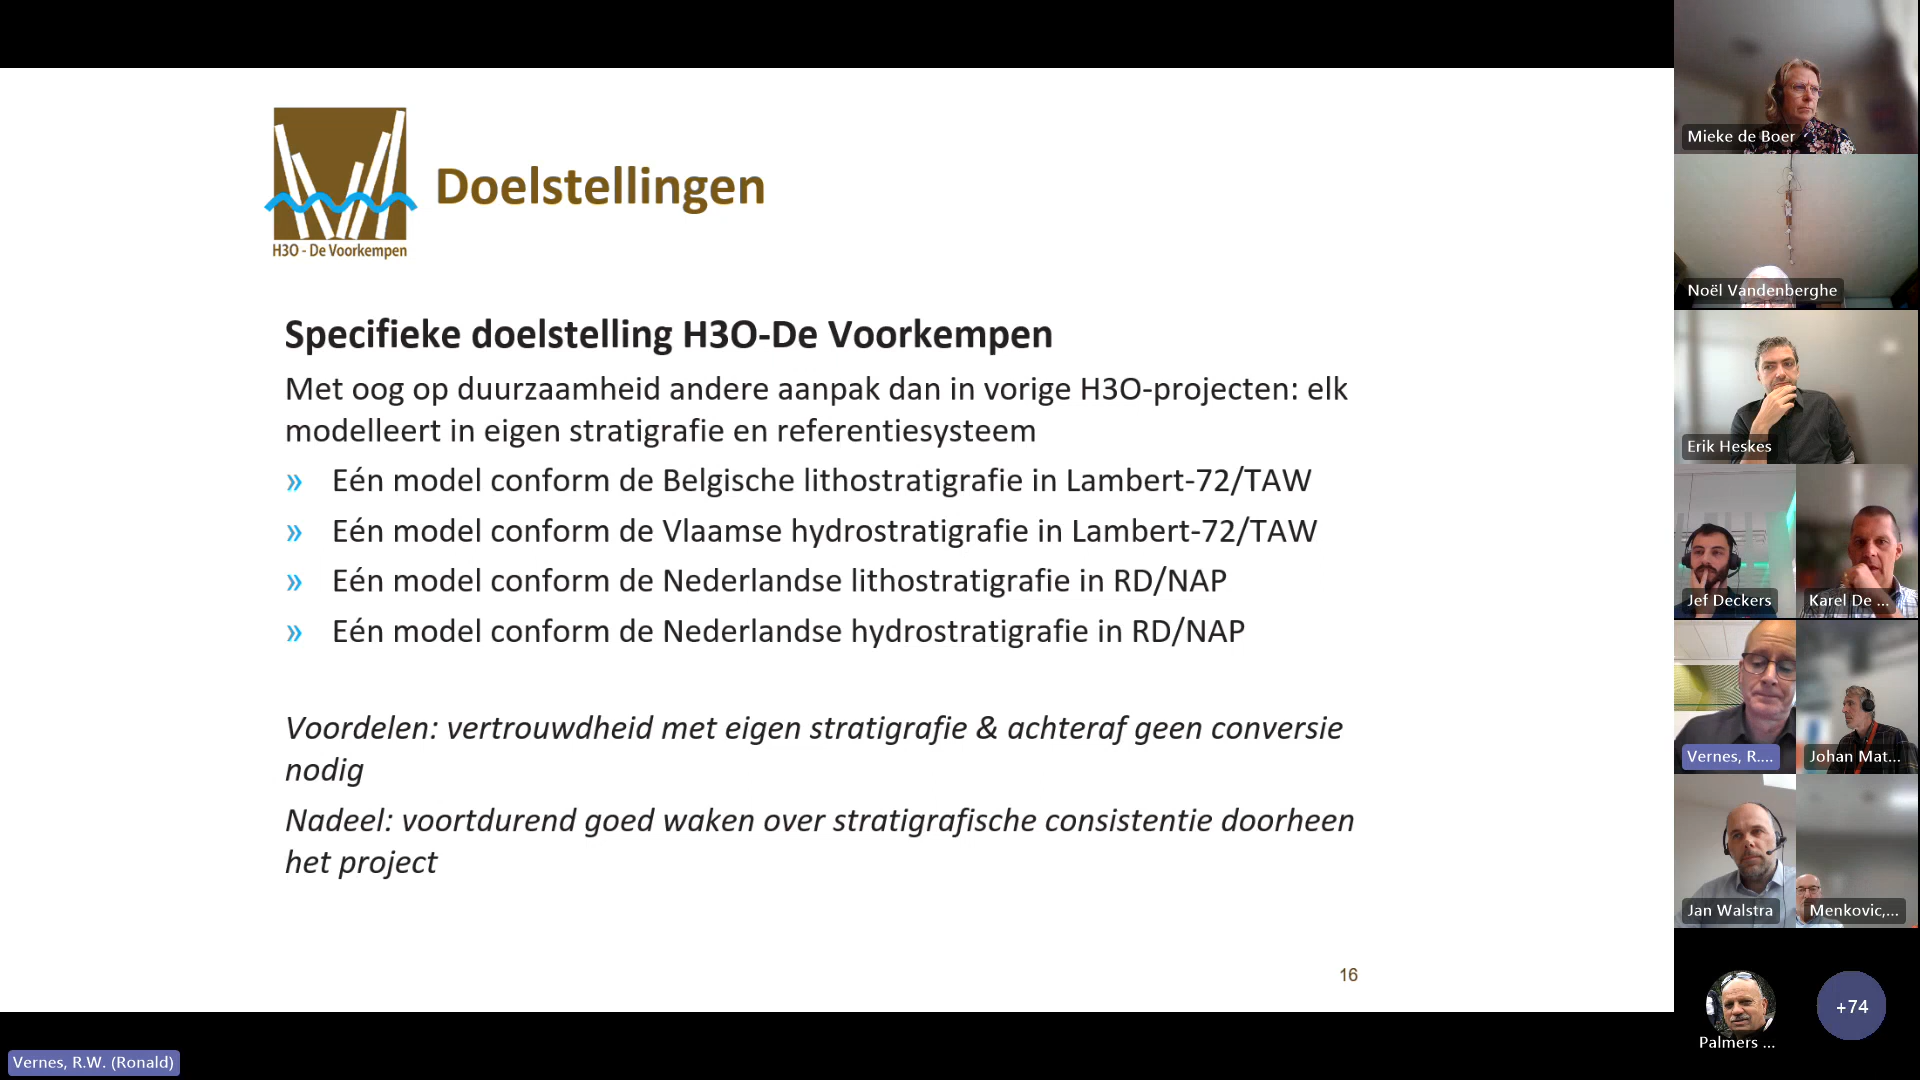 H3O - De Voorkempen
Doelstellingen
Specifieke doelstelling H3O-De Voorkempen
Met oog op duurzaamheid andere aanpak dan in vorige H3O-projecten: elk
modelleert in eigen stratigrafie en referentiesysteem
» Eén model conform de Belgische lithostratigrafie in Lambert-72/TAW
» Eén model conform de Vlaamse hydrostratigrafie in Lambert-72/TAW
» Eén model conform de Nederlandse lithostratigrafie in RD/NAP
» Eén model conform de Nederlandse hydrostratigrafie in RD/NAP
Voordelen: vertrouwdheid met eigen stratigrafie & achteraf geen conversie
nodig
Nadeel: voortdurend goed waken over stratigrafische consistentie doorheen
het project
16
Vernes, R.W. (Ronald)
Mieke de Boer
Noël Vandenberghe
Erik Heskes
Jef Deckers
Karel De ...
Vernes, R....
Johan Mat...
Jan Walstra
Menkovic,...
Palmers ...
+74